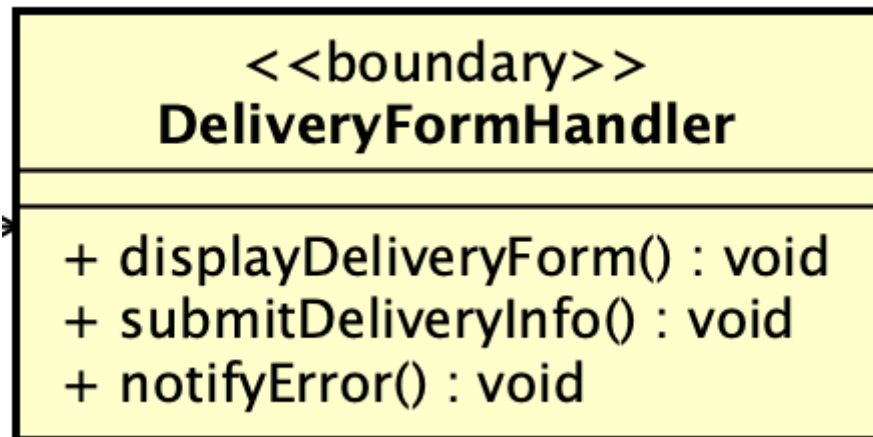 <<boundary>>
DeliveryFormHandler
+ displayDeliveryForm() : void
+ submitDeliveryInfo() : void
+ notifyError() : void